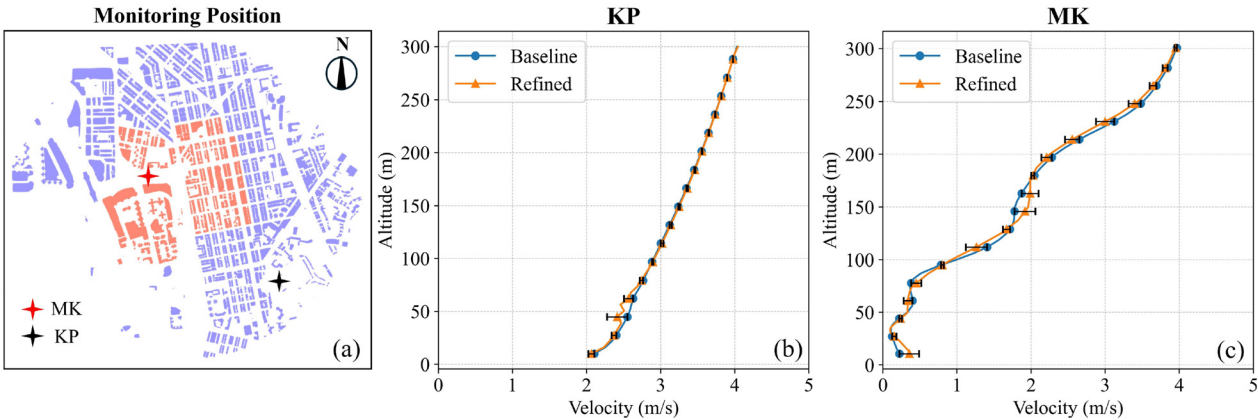 Monitoring Position
N
MK
KP
(a)
KP
Baseline
Refined
300
250
200
150
100
50
0
Altitude (m)
0 1 2 3 4 5
Velocity (m/s)
(b)
MK
Baseline
Refined
300
250
200
150
100
50
0
Altitude (m)
0 1 2 3 4 5
Velocity (m/s)
(c)